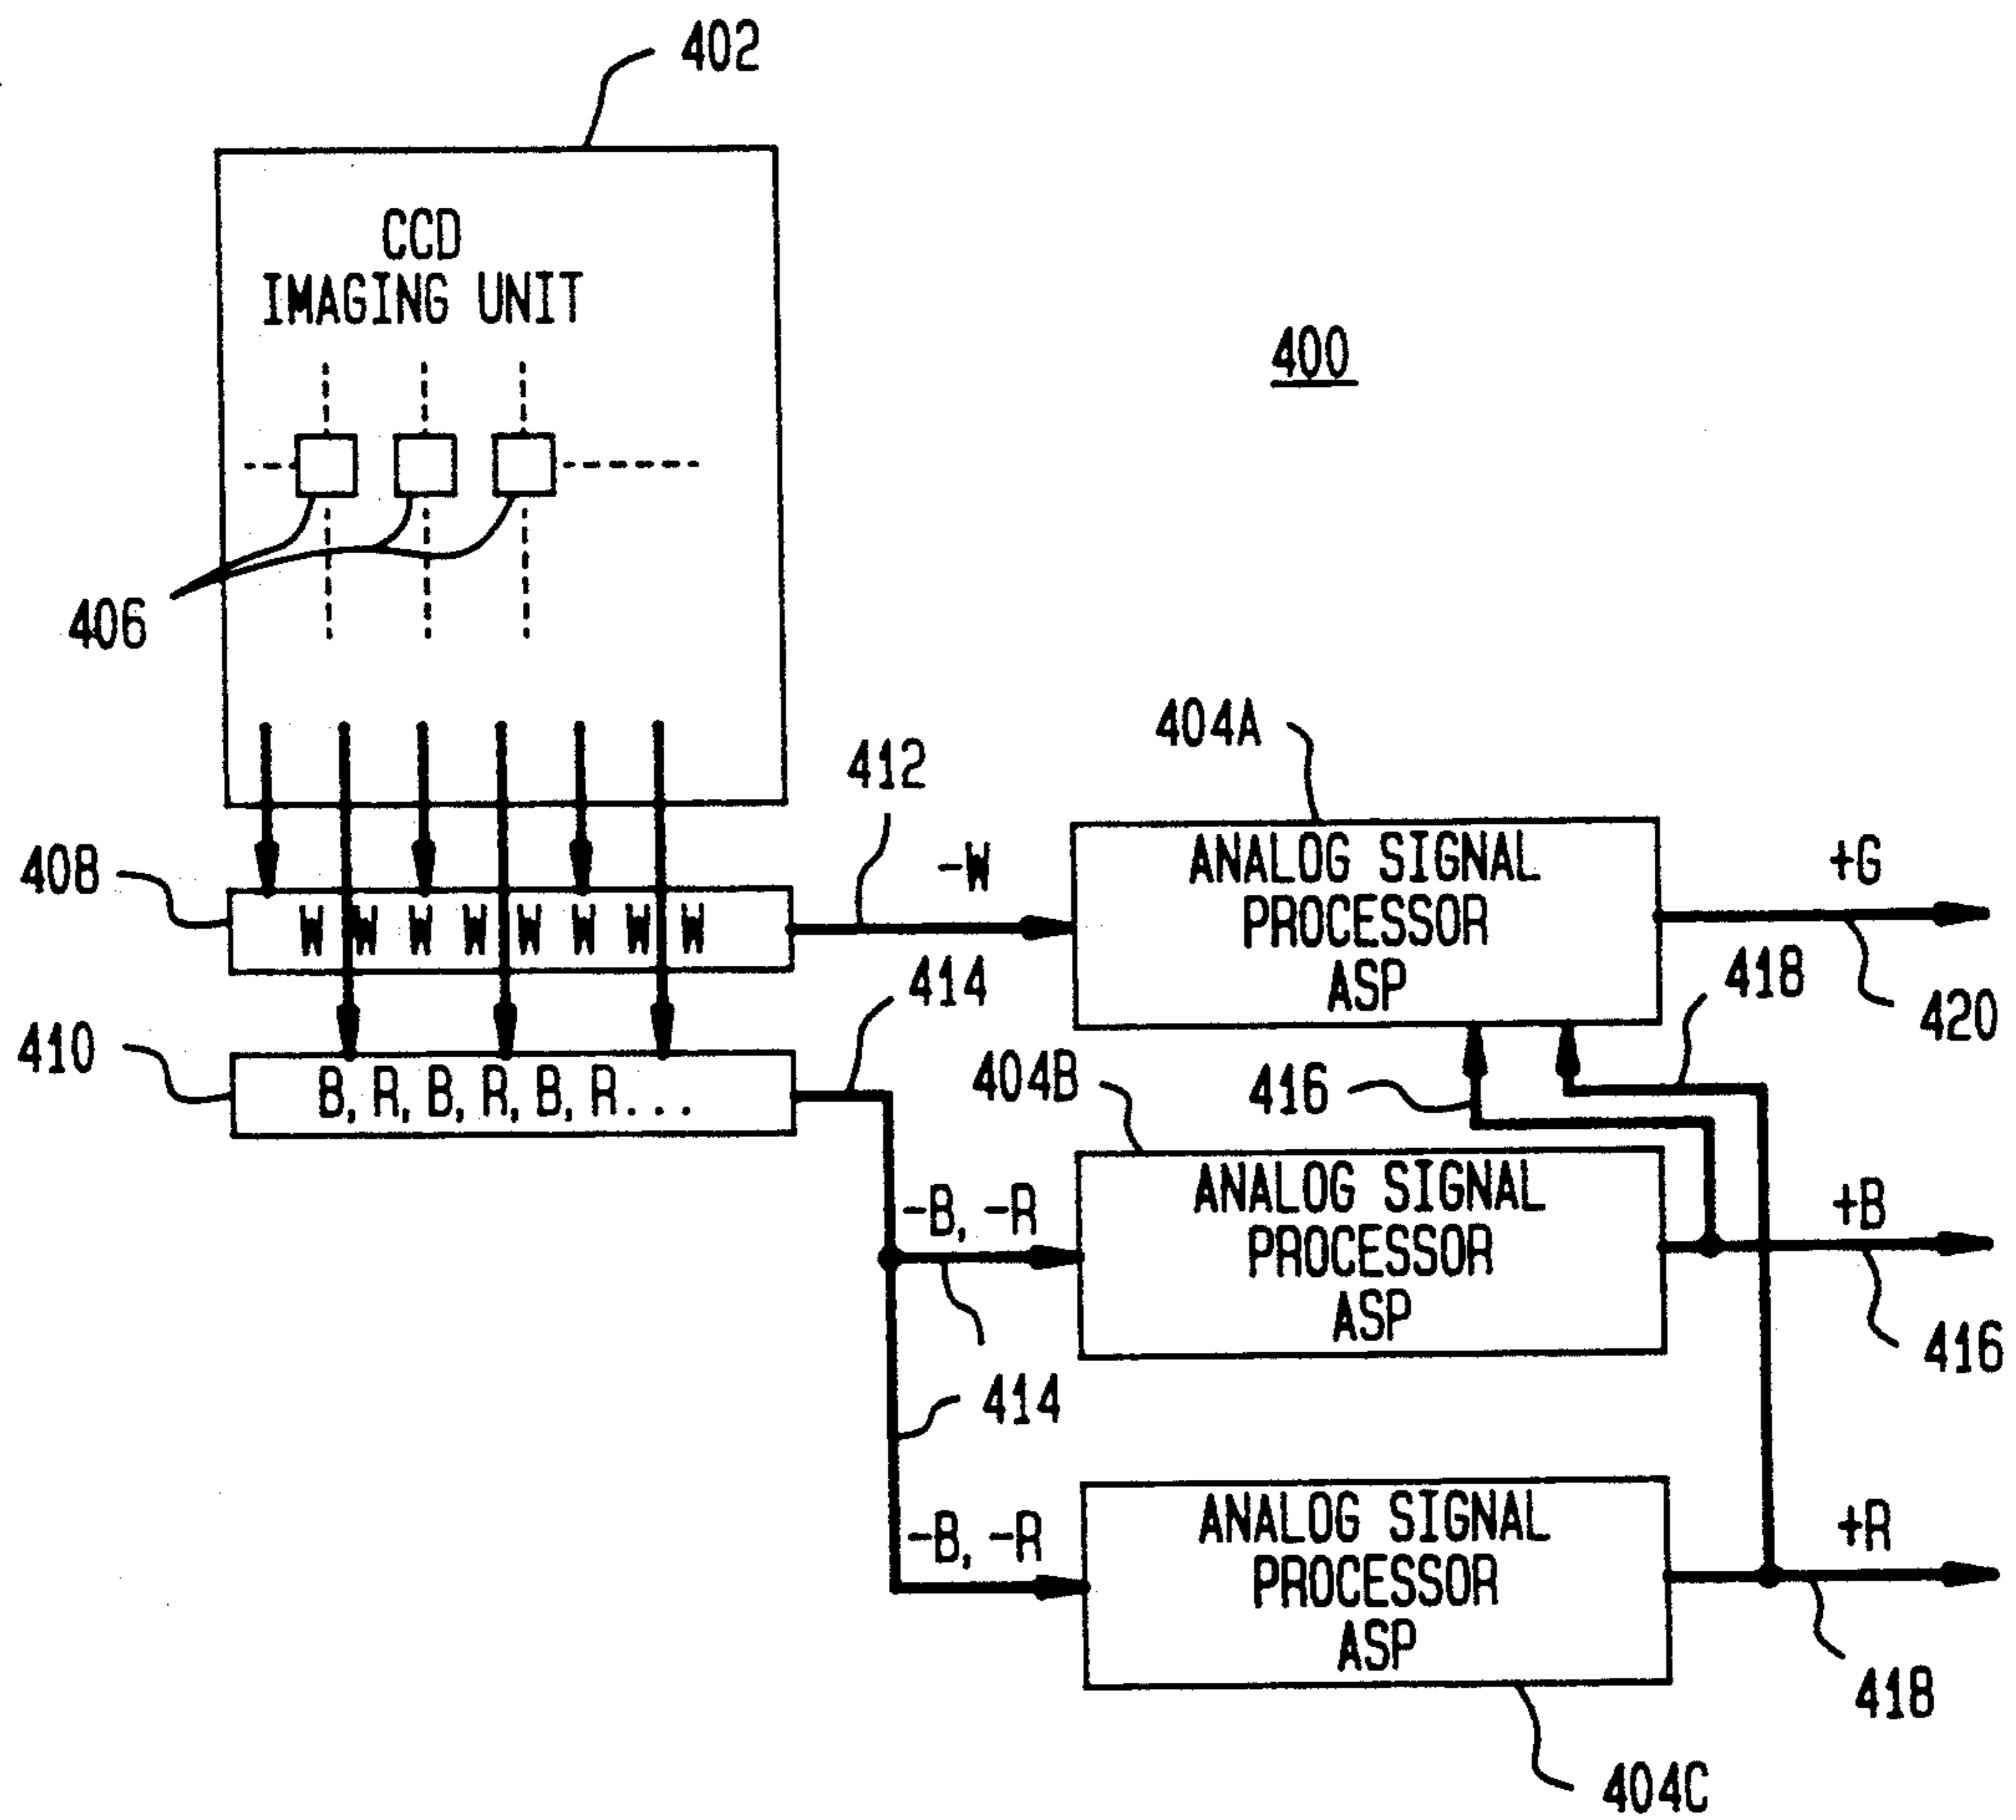 402
CCD
IMAGING UNIT
400
406
404A
412
408
-W
ANALOG SIGNAL
PROCESSOR
ASP
+G
W W W W W W W W
414
418
420
410
B, R, B, R, B, R...
404B
416
-B, -R
ANALOG SIGNAL
PROCESSOR
ASP
+B
416
414
-B, -R
ANALOG SIGNAL
PROCESSOR
ASP
+R
418
404C